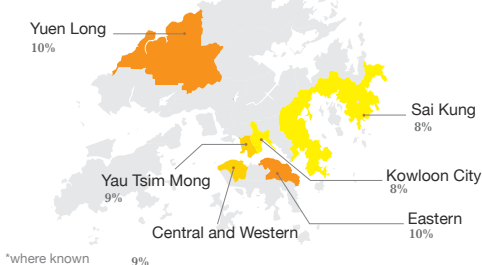 Yuen Long
10%
Sai Kung
8%
Yau Tsim Mong
9%
Kowloon City
8%
Central and Western
9%
Eastern
10%
*where known